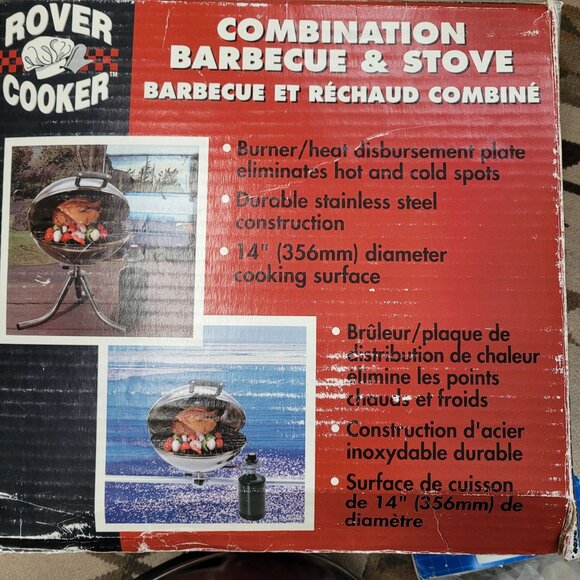 ROVER
COOKER™
COMBINATION
BARBECUE & STOVE
BARBECUE ET RÉCHAUD COMBINÉ
• Burner/heat disbursement plate
eliminates hot and cold spots
• Durable stainless steel
construction
• 14" (356mm) diameter
cooking surface
• Brûleur/plaque de
distribution de chaleur
élimine les points
chauds et froids
• Construction d'acier
inoxydable durable
• Surface de cuisson
de 14" (356mm) de
diamètre